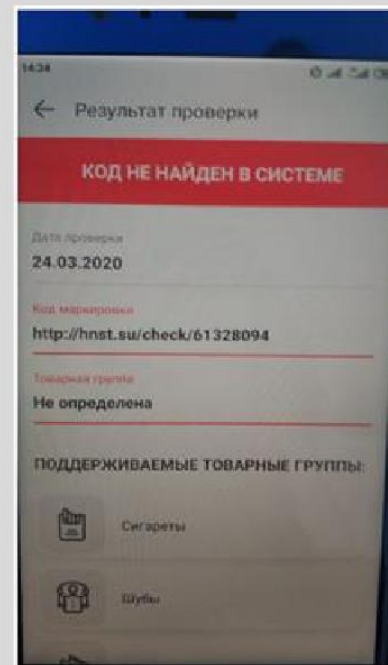 14:24
Результат проверки
КОД НЕ НАЙДЕН В СИСТЕМЕ
Дата проверки
24.03.2020
Код маркировки
http://hnst.su/check/61328094
Товарная группа
Не определена
ПОДДЕРЖИВАЕМЫЕ ТОВАРНЫЕ ГРУППЫ:
Сигареты
Шубы